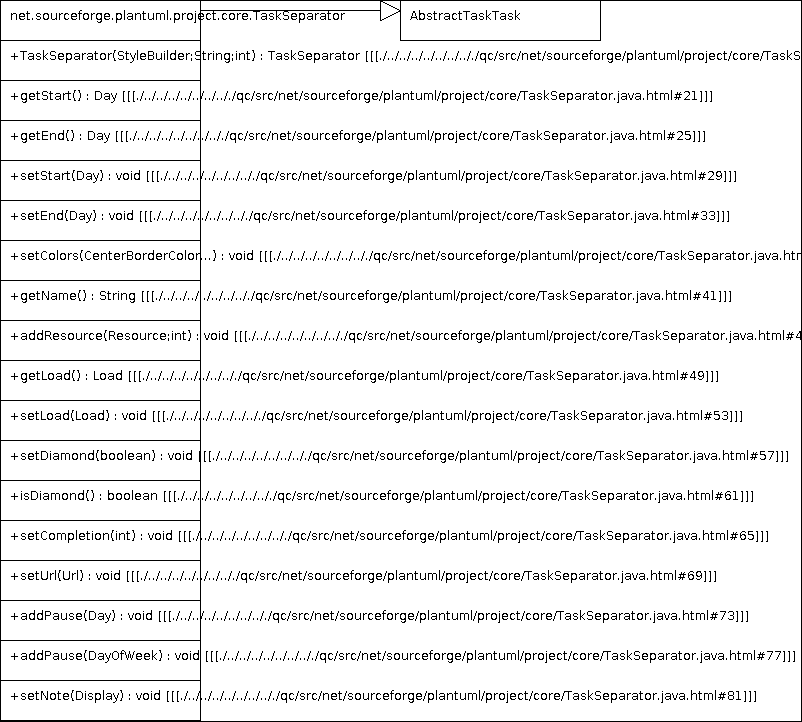 net.sourceforge.plantuml.project.core.TaskSeparator
AbstractTaskTask
+TaskSeparator(StyleBuilder;String;int) : TaskSeparator [[[./../../../../../../../qc/src/net/sourceforge/plantuml/project/core/TaskS
+getStart() : Day [[[./../../../../../../../qc/src/net/sourceforge/plantuml/project/core/TaskSeparator.java.html#21]]]
+getEnd() : Day [[[./../../../../../../../qc/src/net/sourceforge/plantuml/project/core/TaskSeparator.java.html#25]]]
+setStart(Day) : void [[[./../../../../../../../qc/src/net/sourceforge/plantuml/project/core/TaskSeparator.java.html#29]]]
+setEnd(Day) : void [[[./../../../../../../../qc/src/net/sourceforge/plantuml/project/core/TaskSeparator.java.html#33]]]
+setColors(CenterBorderColor...) : void [[[./../../../../../../../qc/src/net/sourceforge/plantuml/project/core/TaskSeparator.java.htm
+getName() : String [[[./../../../../../../../qc/src/net/sourceforge/plantuml/project/core/TaskSeparator.java.html#41]]]
+addResource(Resource;int) : void [[[./../../../../../../../qc/src/net/sourceforge/plantuml/project/core/TaskSeparator.java.html#4
+getLoad() : Load [[[./../../../../../../../qc/src/net/sourceforge/plantuml/project/core/TaskSeparator.java.html#49]]]
+setLoad(Load) : void [[[./../../../../../../../qc/src/net/sourceforge/plantuml/project/core/TaskSeparator.java.html#53]]]
+setDiamond(boolean) : void [[[./../../../../../../../qc/src/net/sourceforge/plantuml/project/core/TaskSeparator.java.html#57]]]
+isDiamond() : boolean [[[./../../../../../../../qc/src/net/sourceforge/plantuml/project/core/TaskSeparator.java.html#61]]]
+setCompletion(int) : void [[[./../../../../../../../qc/src/net/sourceforge/plantuml/project/core/TaskSeparator.java.html#65]]]
+setUrl(Url) : void [[[./../../../../../../../qc/src/net/sourceforge/plantuml/project/core/TaskSeparator.java.html#69]]]
+addPause(Day) : void [[[./../../../../../../../qc/src/net/sourceforge/plantuml/project/core/TaskSeparator.java.html#73]]]
+addPause(DayOfWeek) : void [[[./../../../../../../../qc/src/net/sourceforge/plantuml/project/core/TaskSeparator.java.html#77]]]
+setNote(Display) : void [[[./../../../../../../../qc/src/net/sourceforge/plantuml/project/core/TaskSeparator.java.html#81]]]